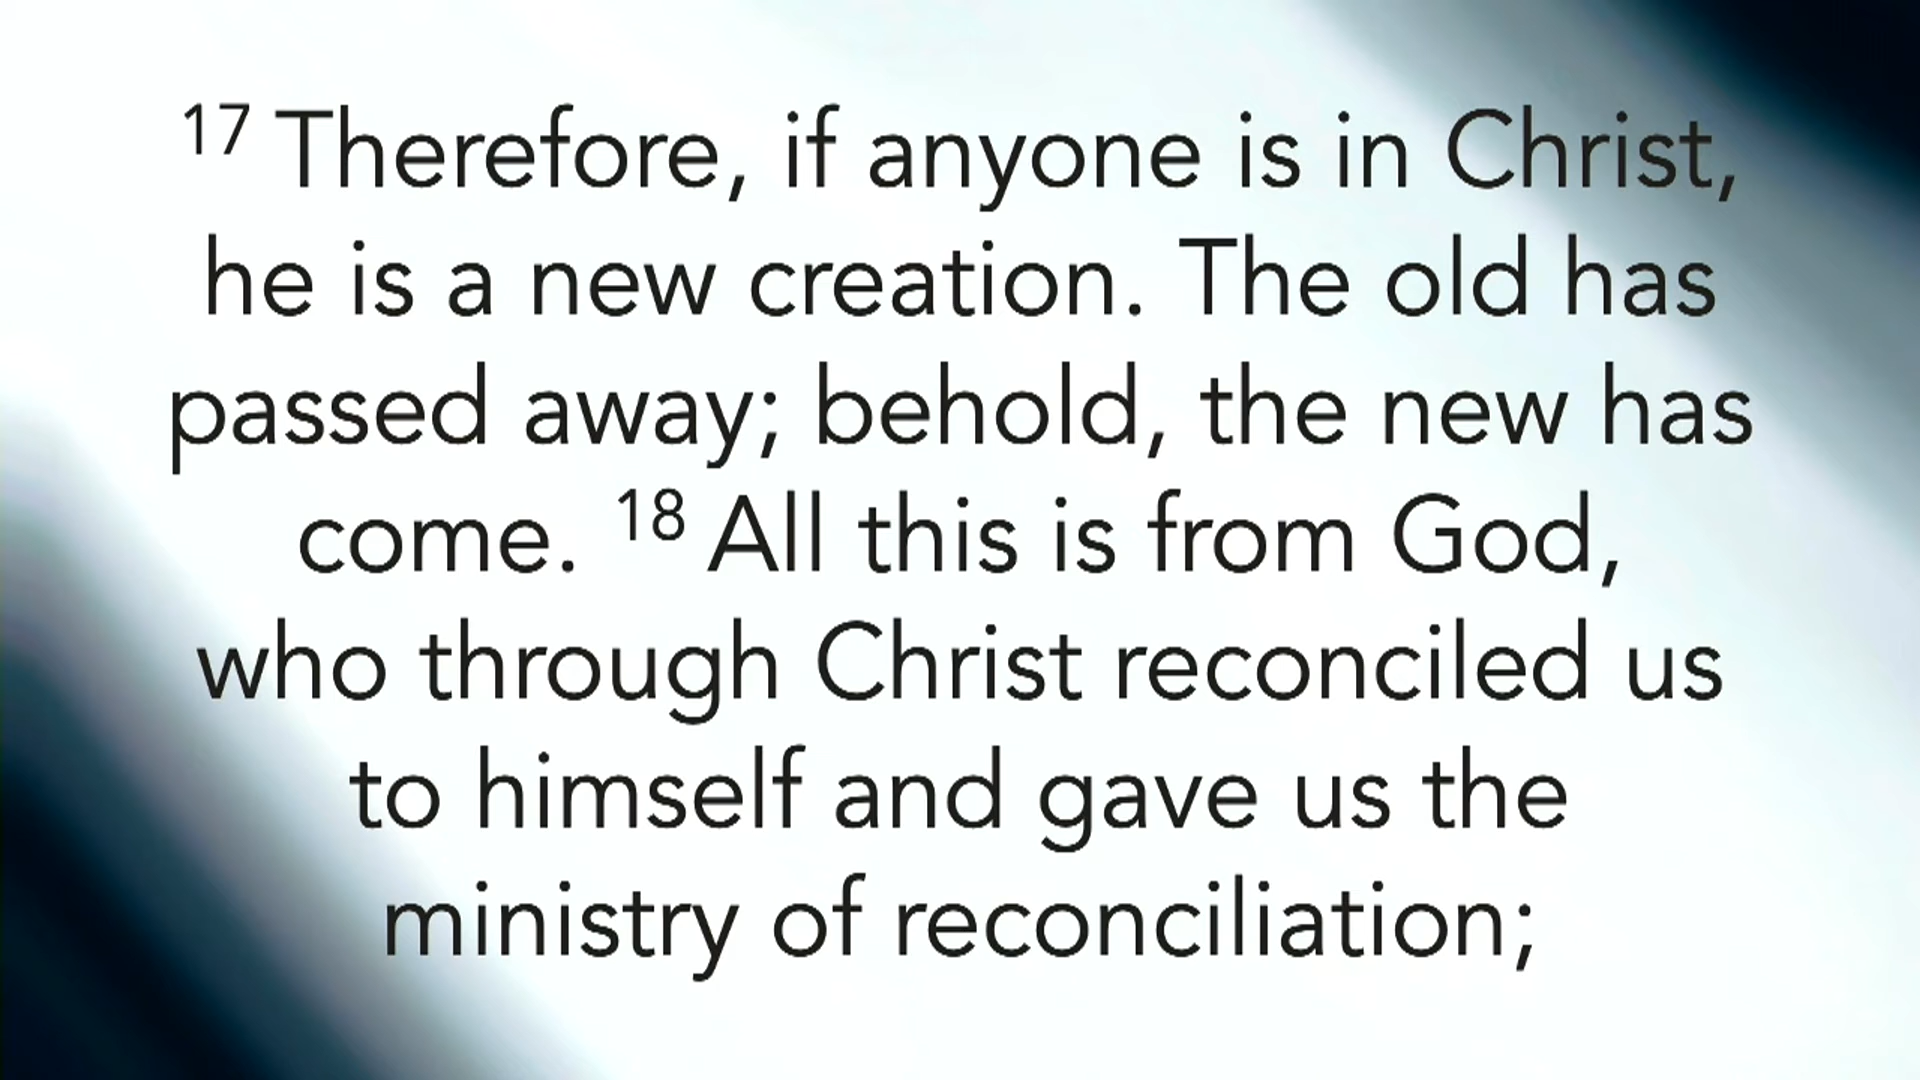 17 Therefore, if anyone is in Christ,
he is a new creation. The old has
passed away; behold, the new has
come. 18 All this is from God,
who through Christ reconciled us
to himself and gave us the
ministry of reconciliation;